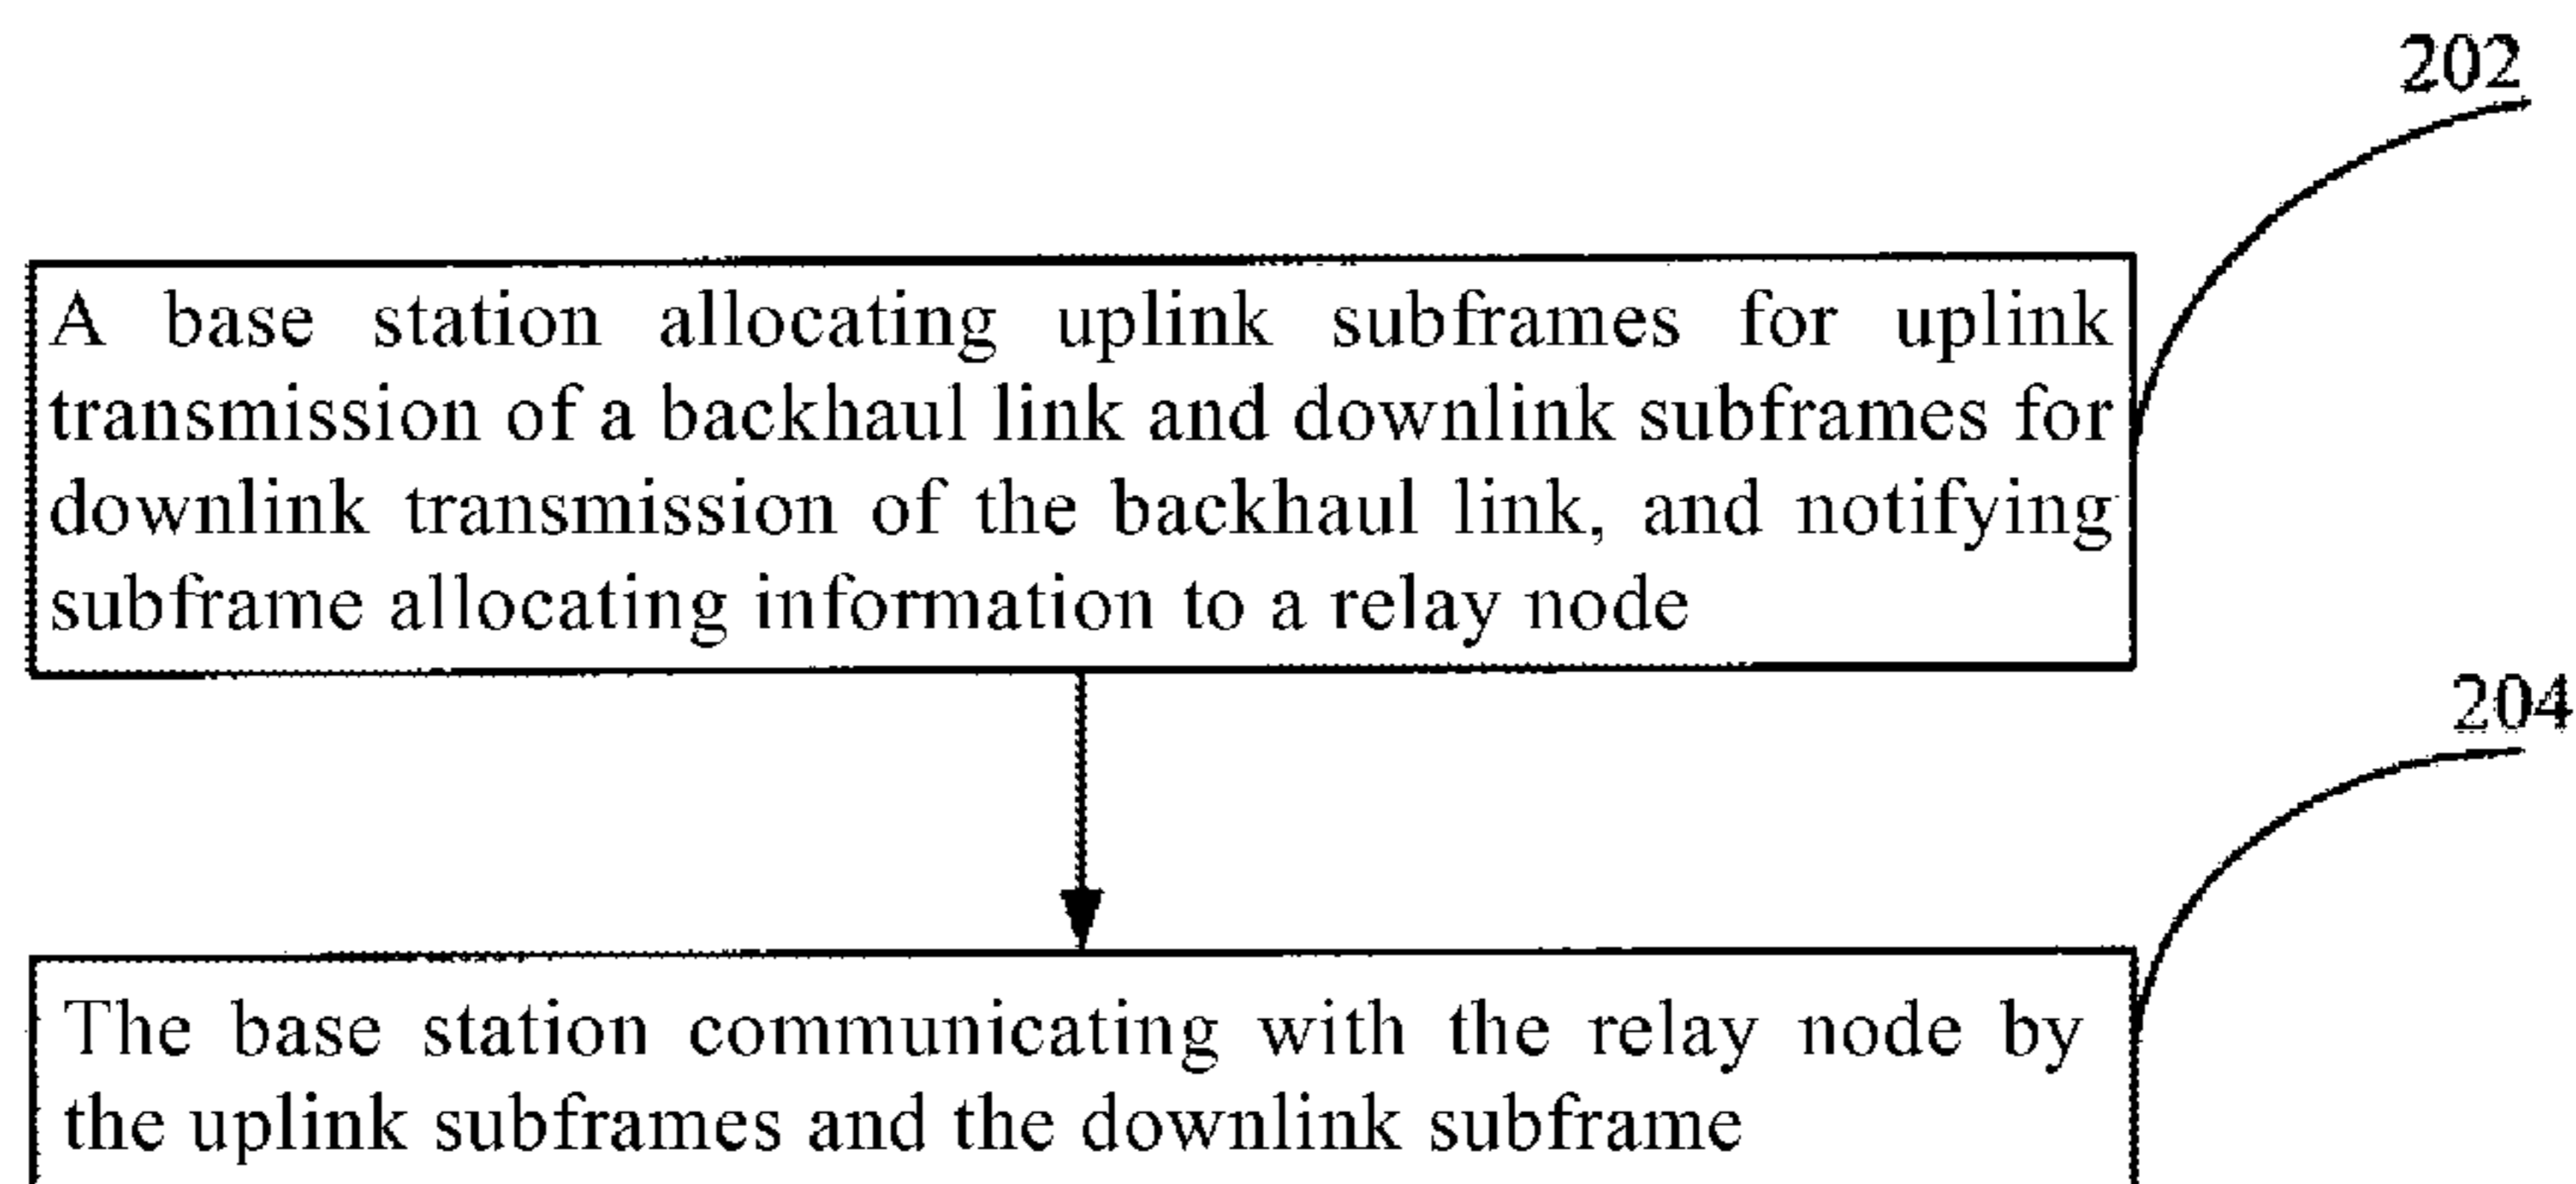 202
A base station allocating uplink subframes for uplink
transmission of a backhaul link and downlink subframes for
downlink transmission of the backhaul link, and notifying
subframe allocating information to a relay node
204
The base station communicating with the relay node by
the uplink subframes and the downlink subframe